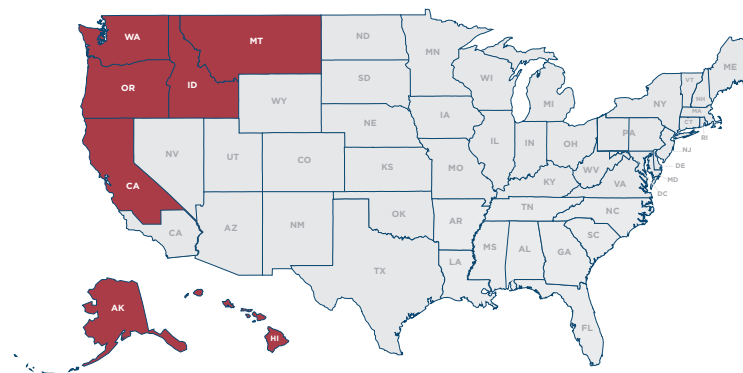 WA
MT
ND
MN
ME
VT
NH
OR
ID
SD
WI
MI
NY
MA
CT
RI
WY
IA
PA
NJ
NE
IL
IN
OH
DE
NV
UT
CO
KS
MO
KY
WV
VA
MD
DC
CA
CA
AZ
NM
OK
AR
TN
NC
SC
TX
LA
MS
AL
GA
FL
AK
HI